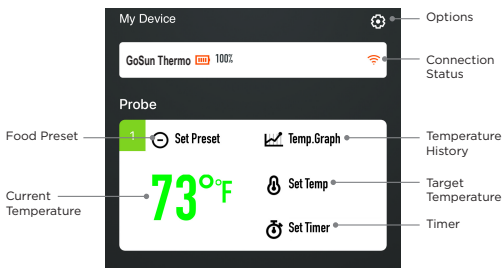 My Device
Options
GoSun Thermo 100%
Connection
Status
Probe
Food Preset
1
Set Preset
Temp.Graph
Temperature
History
Current
Temperature
73°°F
Set Temp
Target
Temperature
Set Timer
Timer